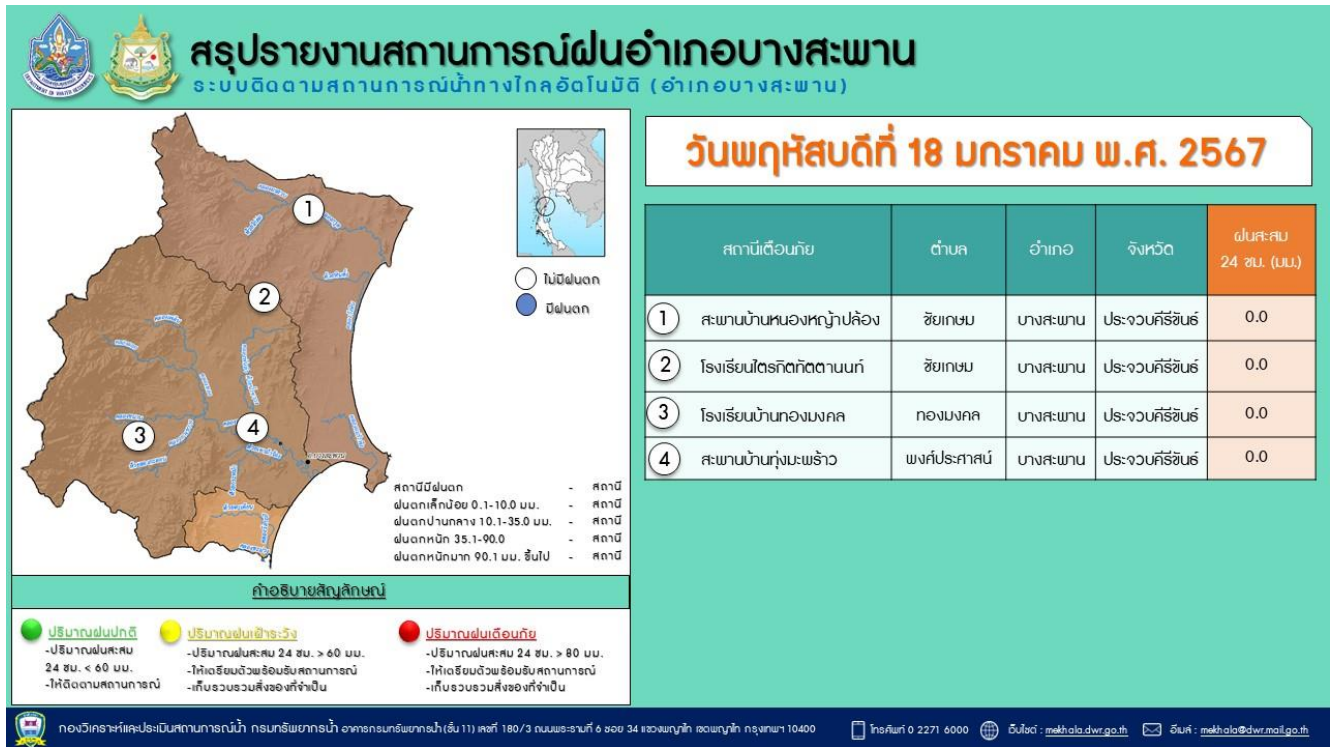 สรุปรายงานสถานการณ์ฝนอำเภอบางสะพาน
ระบบติดตามสถานการณ์น้ำทางไกลอัตโนมัติ (อำเภอบางสะพาน)
วันพฤหัสบดีที่ 18 มกราคม พ.ศ. 2567
1
2
3
4
ไม่มีฝนตก
มีฝนตก
สถานีมีฝนตก - สถานี
ฝนตกเล็กน้อย 0.1-10.0 มม. - สถานี
ฝนตกปานกลาง 10.1-35.0 มม. - สถานี
ฝนตกหนัก 35.1-90.0 - สถานี
ฝนตกหนักมาก 90.1 มม. ขึ้นไป - สถานี
สถานีเตือนภัย ตำบล อำเภอ จังหวัด ฝนสะสม 24 ชม. (มม.)
1 สะพานบ้านหนองหญ้าปล้อง ชัยเกษม บางสะพาน ประจวบคีรีขันธ์ 0.0
2 โรงเรียนไตรกิตทัตตานนท์ ชัยเกษม บางสะพาน ประจวบคีรีขันธ์ 0.0
3 โรงเรียนบ้านทองมงคล ทองมงคล บางสะพาน ประจวบคีรีขันธ์ 0.0
4 สะพานบ้านทุ่งมะพร้าว พงศ์ประศาสน์ บางสะพาน ประจวบคีรีขันธ์ 0.0
คำอธิบายสัญลักษณ์
ปริมาณฝนปกติ
-ปริมาณฝนสะสม
24 ชม. < 60 มม.
-ให้ติดตามสถานการณ์
ปริมาณฝนเฝ้าระวัง
-ปริมาณฝนสะสม 24 ชม. > 60 มม.
-ให้เตรียมตัวพร้อมรับสถานการณ์
-เก็บรวบรวมสิ่งของที่จำเป็น
ปริมาณฝนเตือนภัย
-ปริมาณฝนสะสม 24 ชม. > 80 มม.
-ให้เตรียมตัวพร้อมรับสถานการณ์
-เก็บรวบรวมสิ่งของที่จำเป็น
กองวิเคราะห์และประเมินสถานการณ์น้ำ กรมทรัพยากรน้ำ อาคารกรมทรัพยากรน้ำ (ชั้น 11) เลขที่ 180/3 ถนนพระรามที่ 6 ซอย 34 แขวงพญาไท เขตพญาไท กรุงเทพฯ 10400 โทรศัพท์ 0 2271 6000 เว็บไซต์ : mekhala.dwr.go.th อีเมล์ : mekhala@dwr.mail.go.th